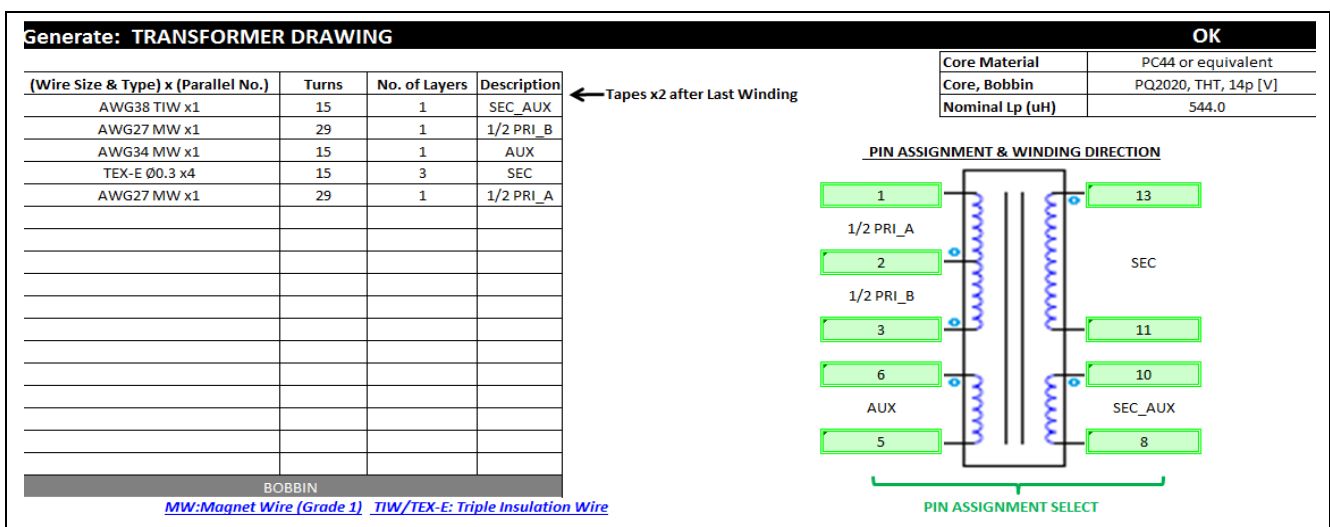 Generate: TRANSFORMER DRAWING OK
Core Material PC44 or equivalent
(Wire Size & Type) x (Parallel No.) Turns No. of Layers Description Tapes x2 after Last Winding Core, Bobbin PQ2020, THT, 14p [V]
AWG38 TIW x1 15 1 SEC_AUX Nominal Lp (uH) 544.0
AWG27 MW x1 29 1 1/2 PRI_B
AWG34 MW x1 15 1 AUX PIN ASSIGNMENT & WINDING DIRECTION
TEX-E Ø0.3 x4 15 3 SEC
AWG27 MW x1 29 1 1/2 PRI_A 1 13
1/2 PRI_A
2 SEC
1/2 PRI_B
3 11
6 10
AUX SEC_AUX
5 8
BOBBIN
MW:Magnet Wire (Grade 1) TIW/TEX-E: Triple Insulation Wire PIN ASSIGNMENT SELECT